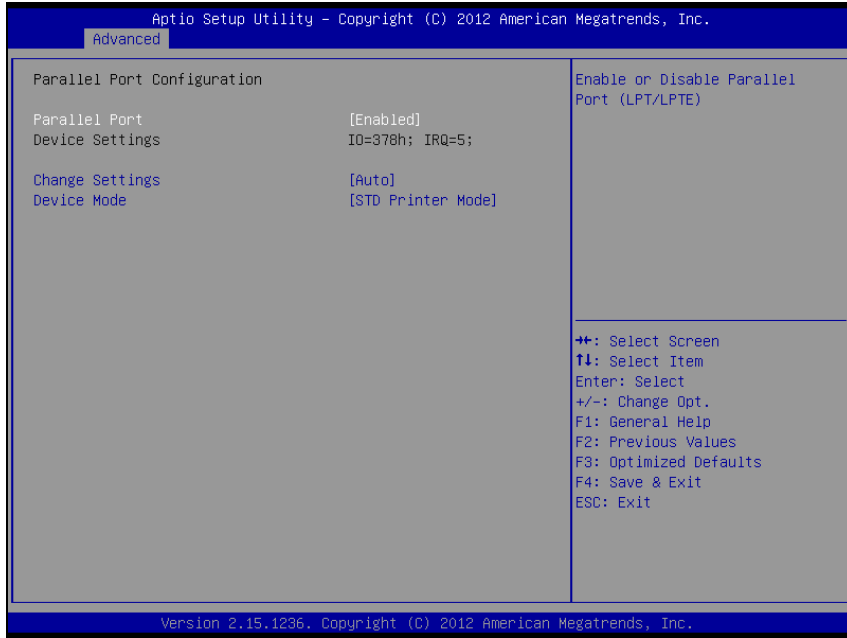 Aptio Setup Utility – Copyright (C) 2012 American Megatrends, Inc.
Advanced
Parallel Port Configuration
Parallel Port [Enabled]
Device Settings IO=378h; IRQ=5;
Change Settings [Auto]
Device Mode [STD Printer Mode]
Enable or Disable Parallel
Port (LPT/LPTE)
→←: Select Screen
↑↓: Select Item
Enter: Select
+/-: Change Opt.
F1: General Help
F2: Previous Values
F3: Optimized Defaults
F4: Save & Exit
ESC: Exit
Version 2.15.1236. Copyright (C) 2012 American Megatrends, Inc.